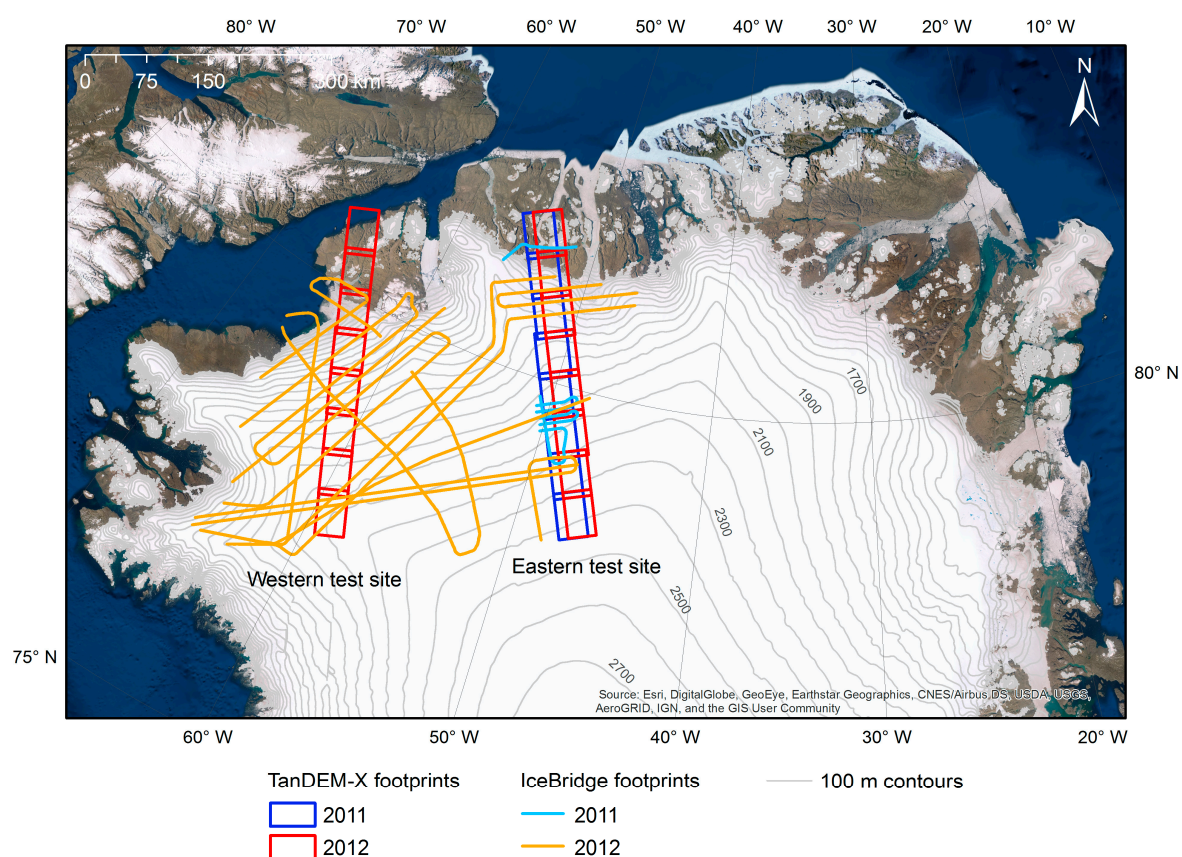 80° W 70° W 60° W 50° W 40° W 30° W 20° W 10° W
N
0 75 150 300 km
80° N
1700
1900
2100
2300
2500
2700
Western test site
Eastern test site
75° N
Source: Esri, DigitalGlobe, GeoEye, Earthstar Geographics, CNES/Airbus DS, USDA, USGS,
AeroGRID, IGN, and the GIS User Community
60° W 50° W 40° W 30° W 20° W
TanDEM-X footprints IceBridge footprints 100 m contours
2011 2011
2012 2012